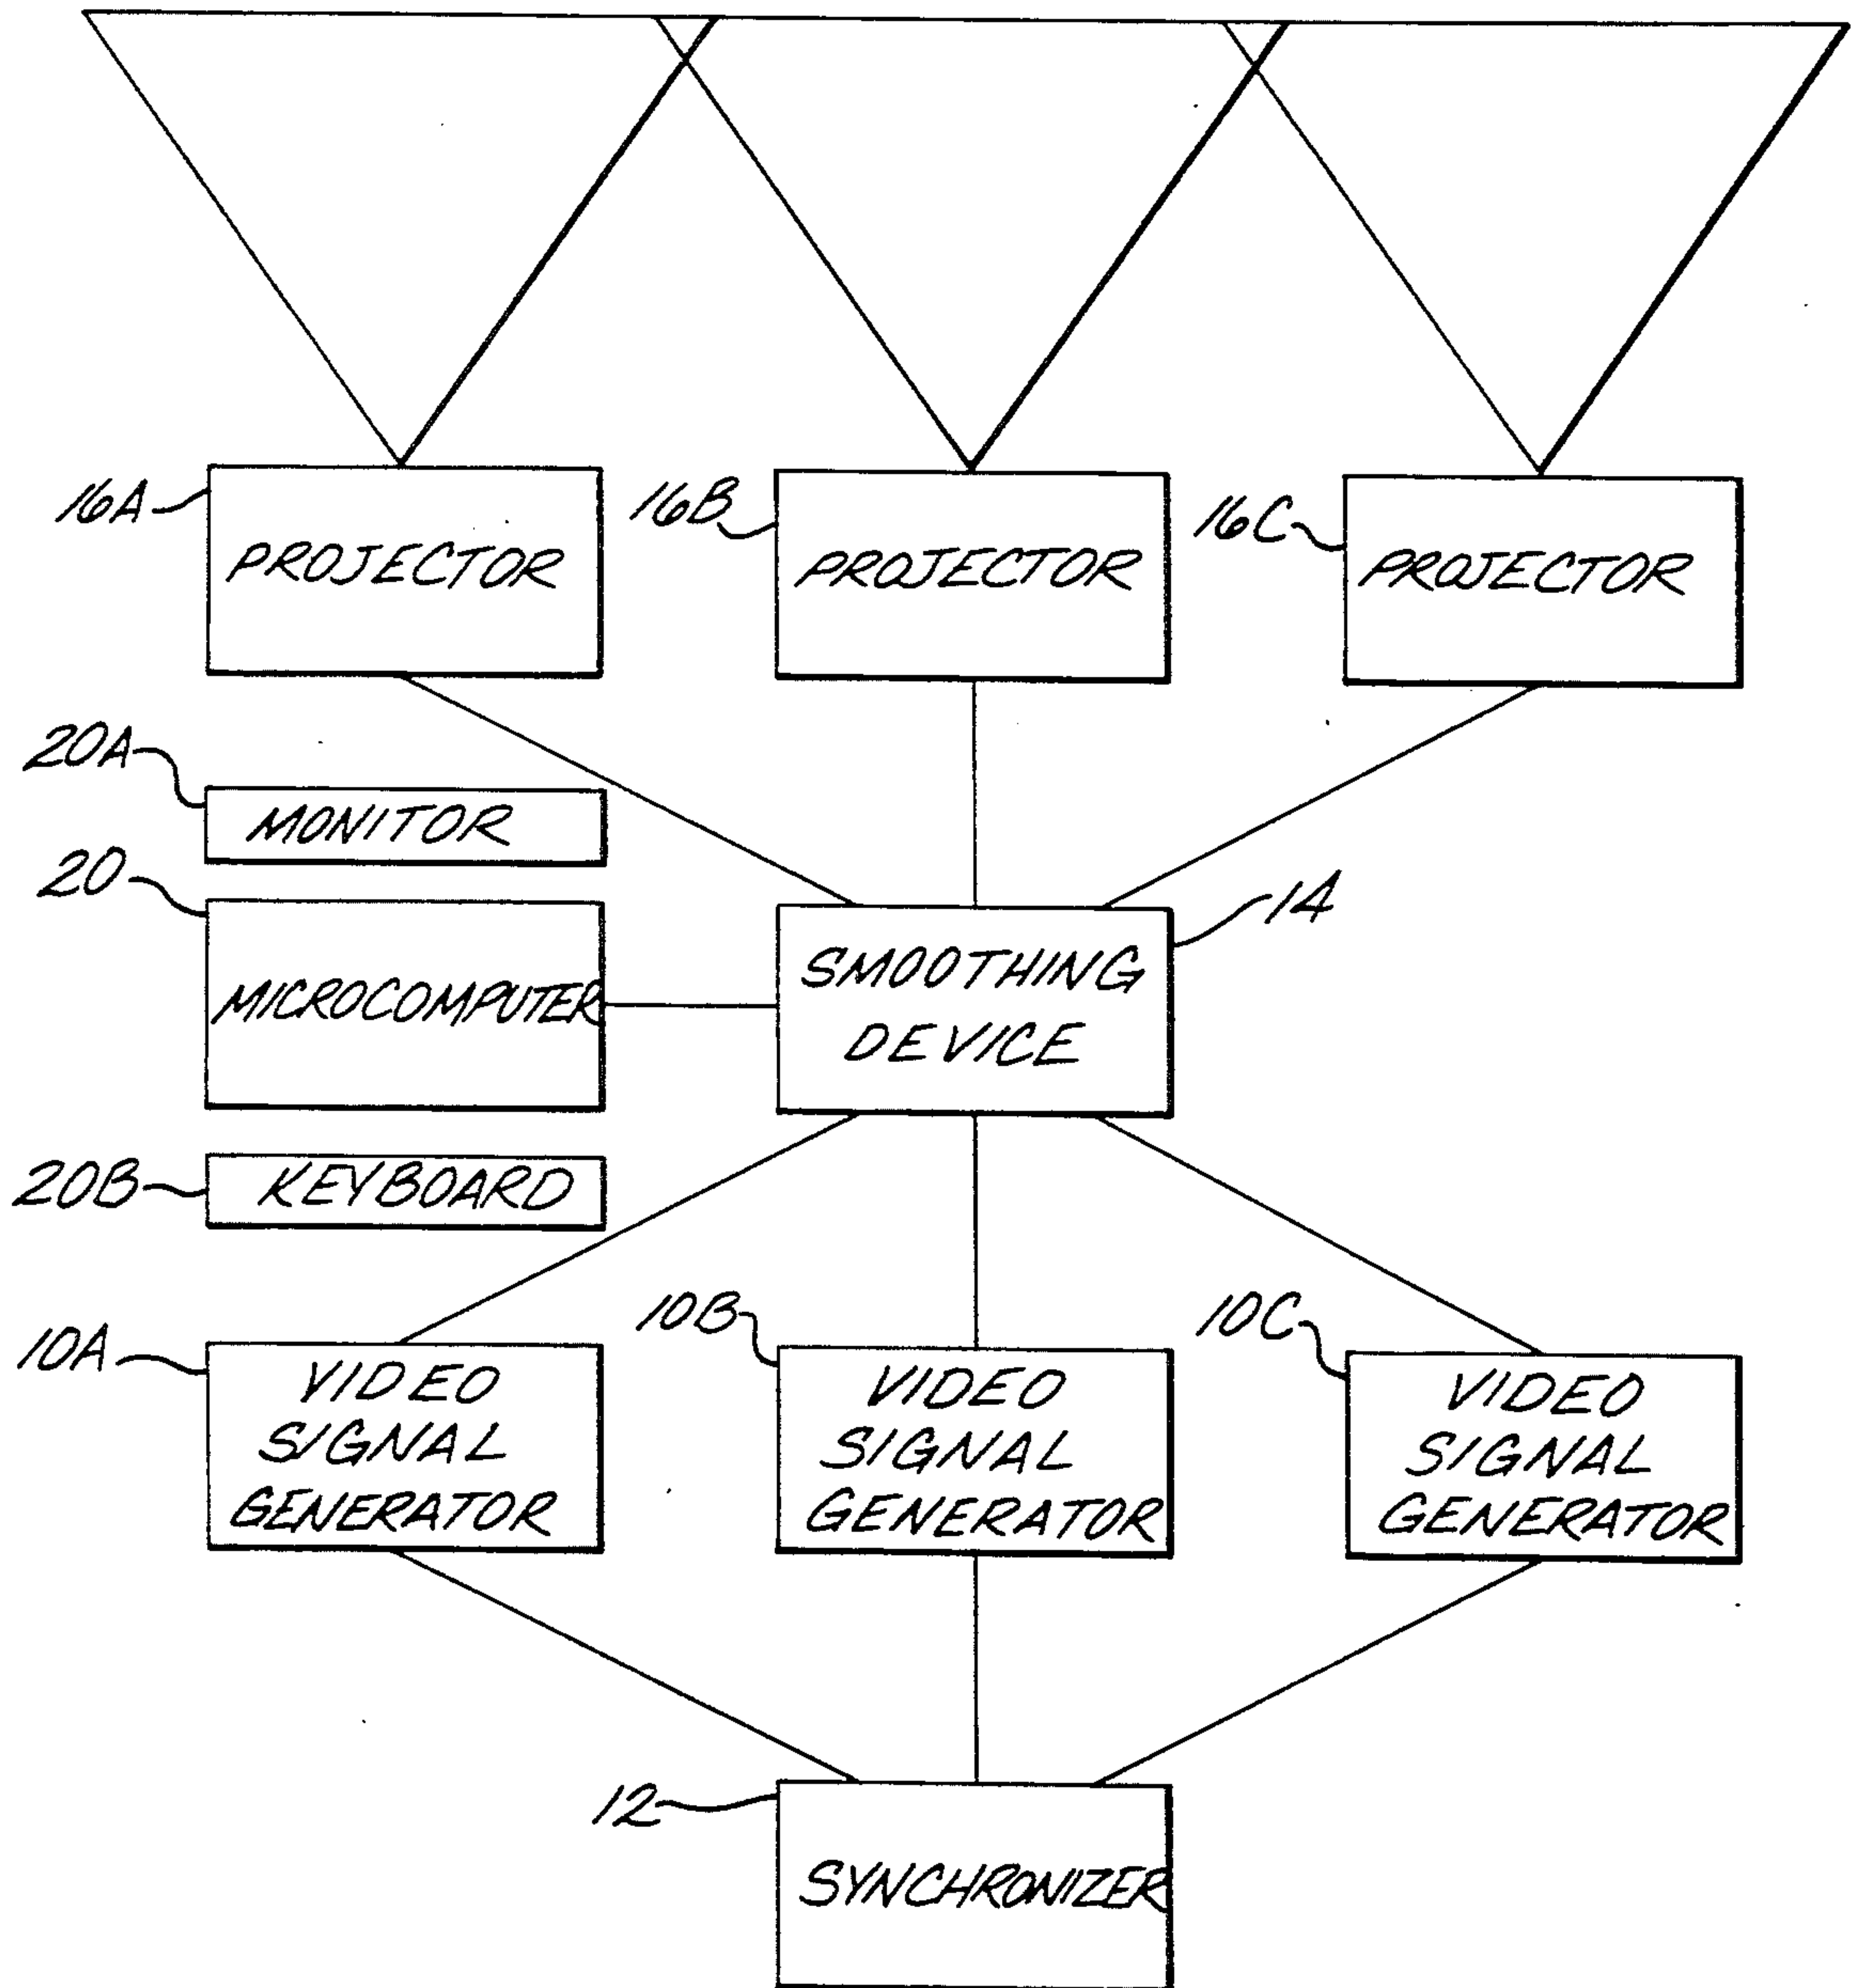 16A
16B
16C
PROJECTOR
PROJECTOR
PROJECTOR
20A
MONITOR
20
14
MICROCOMPUTER
SMOOTHING
DEVICE
20B
KEYBOARD
10A
10B
10C
VIDEO
SIGNAL
GENERATOR
VIDEO
SIGNAL
GENERATOR
VIDEO
SIGNAL
GENERATOR
12
SYNCHRONIZER